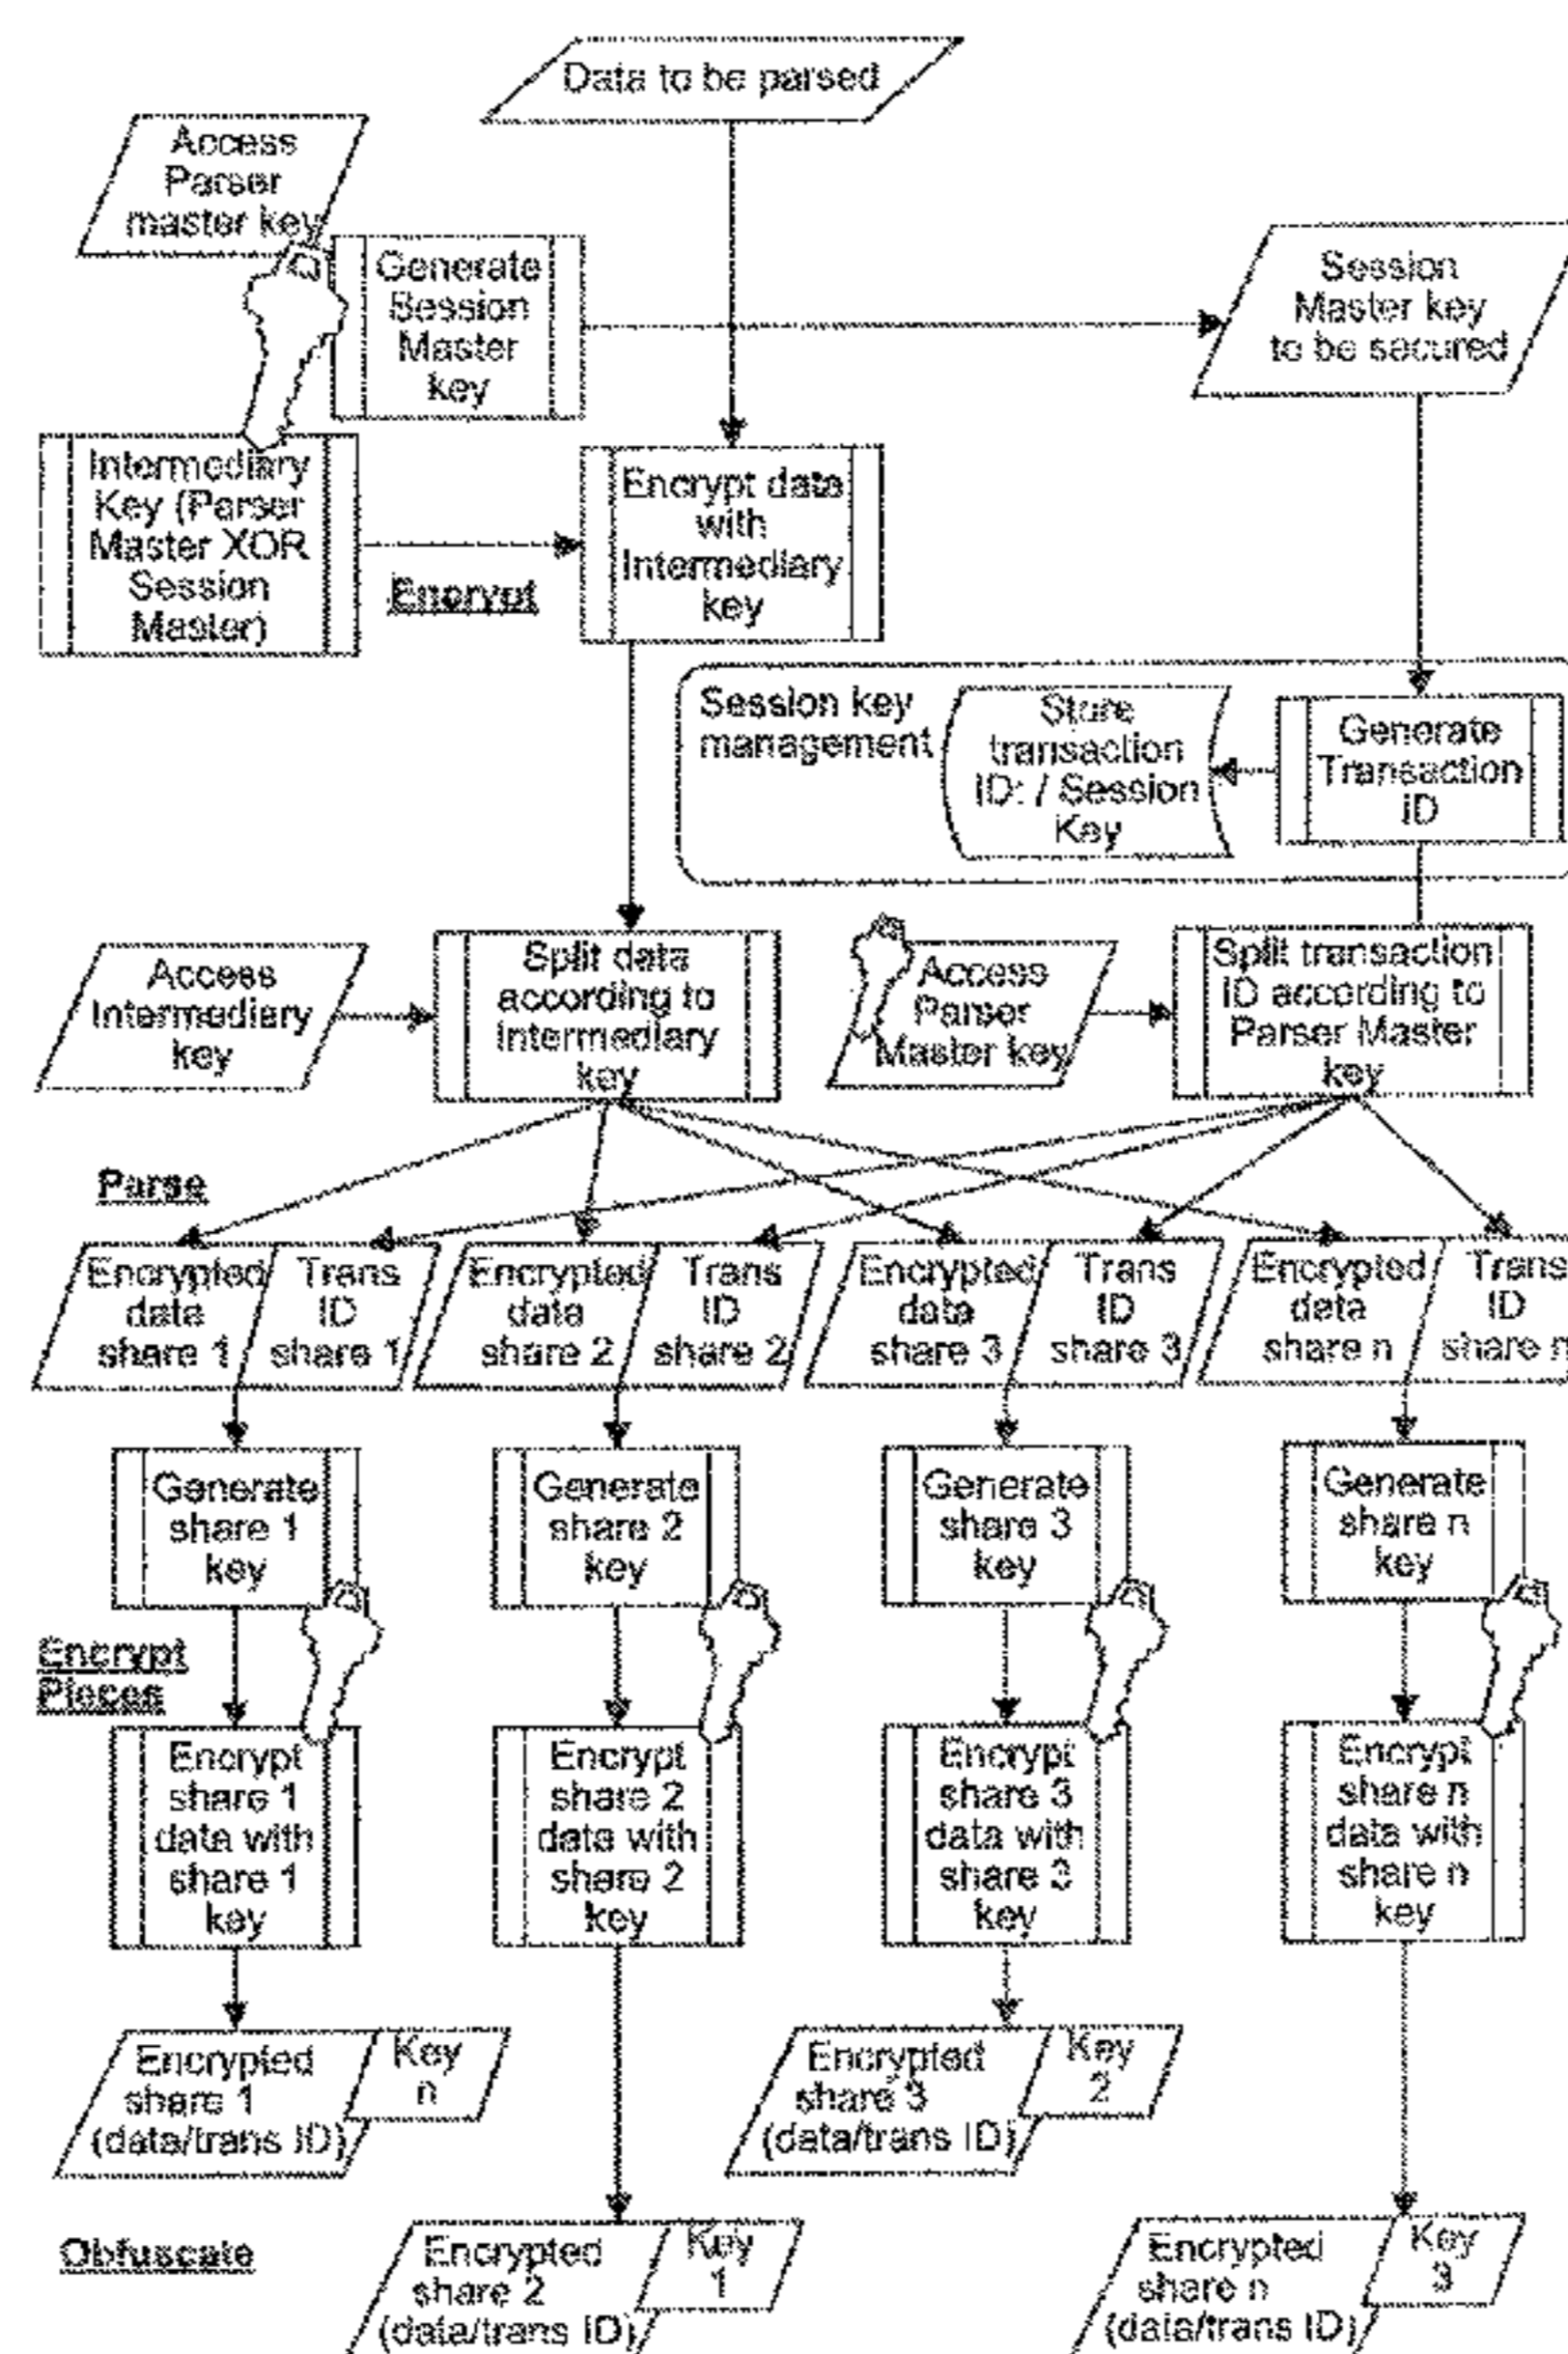 Data to be parsed
Access
Parser
master key
Generate
Session
Master
key
Session
Master key
to be secured
Intermediary
Key (Parser
Master XOR
Session
Master)
Encrypt
Encrypt data
with
Intermediary
key
Session key
management
Store
transaction
ID: / Session
Key
Generate
Transaction
ID
Access
Intermediary
key
Split data
according to
Intermediary
key
Access
Parser
Master key
Split transaction
ID according to
Parser Master
key
Parse
Encrypted
data
share 1
Trans
ID
share 1
Encrypted
data
share 2
Trans
ID
share 2
Encrypted
data
share 3
Trans
ID
share 3
Encrypted
data
share n
Trans
ID
share n
Generate
share 1
key
Generate
share 2
key
Generate
share 3
key
Generate
share n
key
Encrypt
Pieces
Encrypt
share 1
data with
share 1
key
Encrypt
share 2
data with
share 2
key
Encrypt
share 3
data with
share 3
key
Encrypt
share n
data with
share n
key
Encrypted
share 1
(data/trans ID)
Key
n
Encrypted
share 3
(data/trans ID)
Key
2
Obfuscate
Encrypted
share 2
(data/trans ID)
Key
1
Encrypted
share n
(data/trans ID)
Key
3